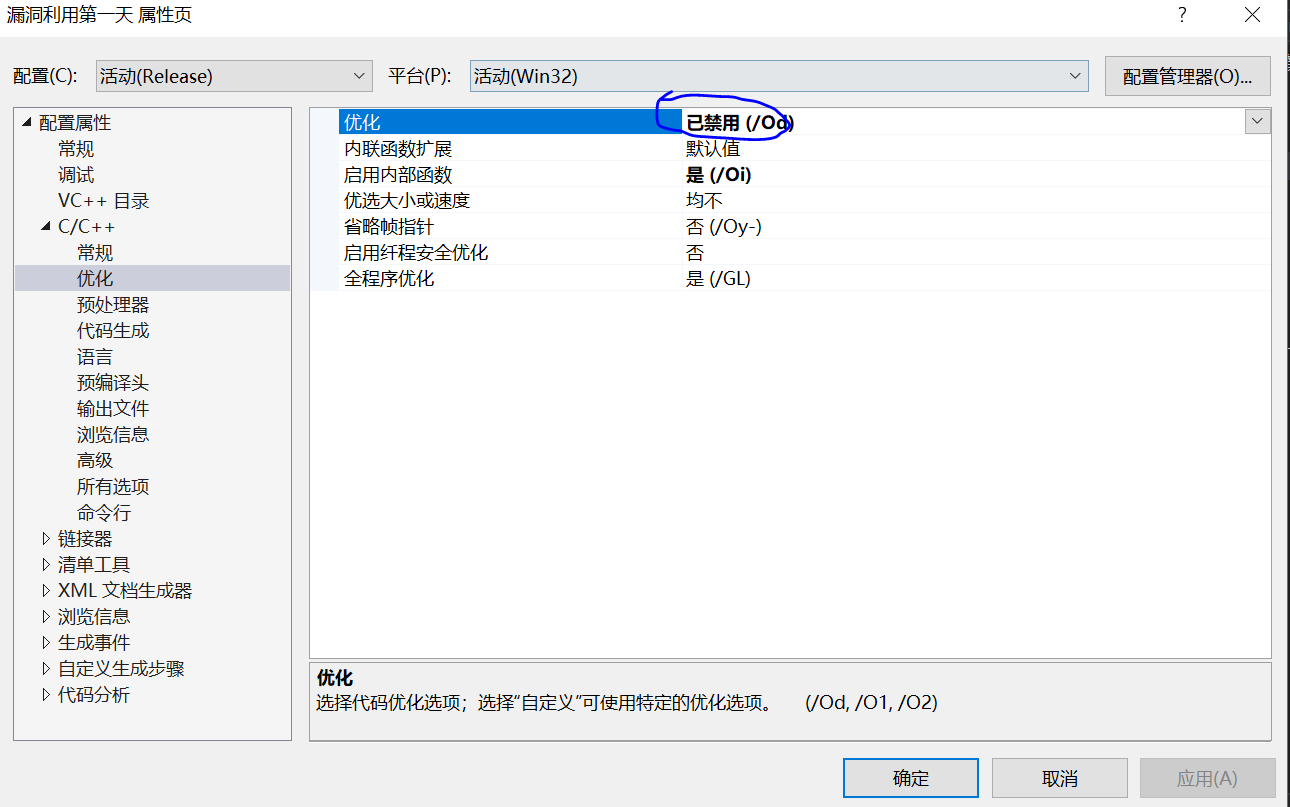 漏洞利用第一天 属性页
配置(C): 活动(Release) 平台(P): 活动(Win32) 配置管理器(O)...
配置属性
常规
调试
VC++ 目录
C/C++
常规
优化
预处理器
代码生成
语言
预编译头
输出文件
浏览信息
高级
所有选项
命令行
链接器
清单工具
XML 文档生成器
浏览信息
生成事件
自定义生成步骤
代码分析
优化 已禁用 (/Od)
内联函数扩展 默认值
启用内部函数 是 (/Oi)
优选大小或速度 均不
省略帧指针 否 (/Oy-)
启用纤程安全优化 否
全程序优化 是 (/GL)
优化
选择代码优化选项；选择“自定义”可使用特定的优化选项。 (/Od, /O1, /O2)
确定 取消 应用(A)